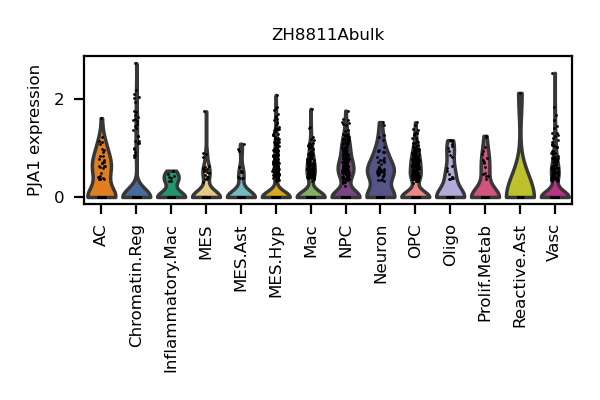 ZH8811Abulk
PJA1 expression
2
0
AC
Chromatin.Reg
Inflammatory.Mac
MES
MES.Ast
MES.Hyp
Mac
NPC
Neuron
OPC
Oligo
Prolif.Metab
Reactive.Ast
Vasc